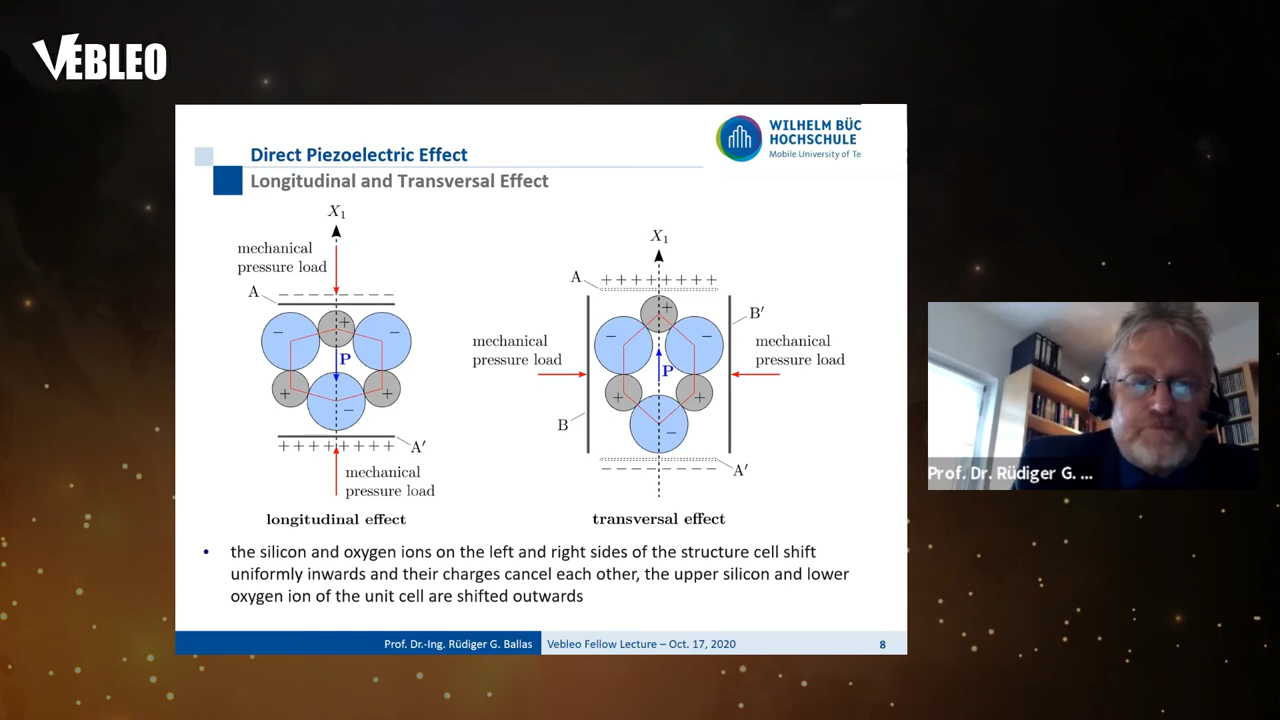 VEBLEO
WILHELM BÜC
HOCHSCHULE
Mobile University of Te
Direct Piezoelectric Effect
Longitudinal and Transversal Effect
X1
mechanical
pressure load
A
− − − − − − − −
−
+
−
P
+
−
+
+ + + + + + + +
A′
mechanical
pressure load
longitudinal effect
X1
A
+ + + + + + + +
B′
mechanical
pressure load
mechanical
pressure load
−
+
−
P
+
−
+
B
− − − − − − − −
A′
transversal effect
• the silicon and oxygen ions on the left and right sides of the structure cell shift
uniformly inwards and their charges cancel each other, the upper silicon and lower
oxygen ion of the unit cell are shifted outwards
Prof. Dr.-Ing. Rüdiger G. Ballas
Vebleo Fellow Lecture – Oct. 17, 2020
8
Prof. Dr. Rüdiger G. ...